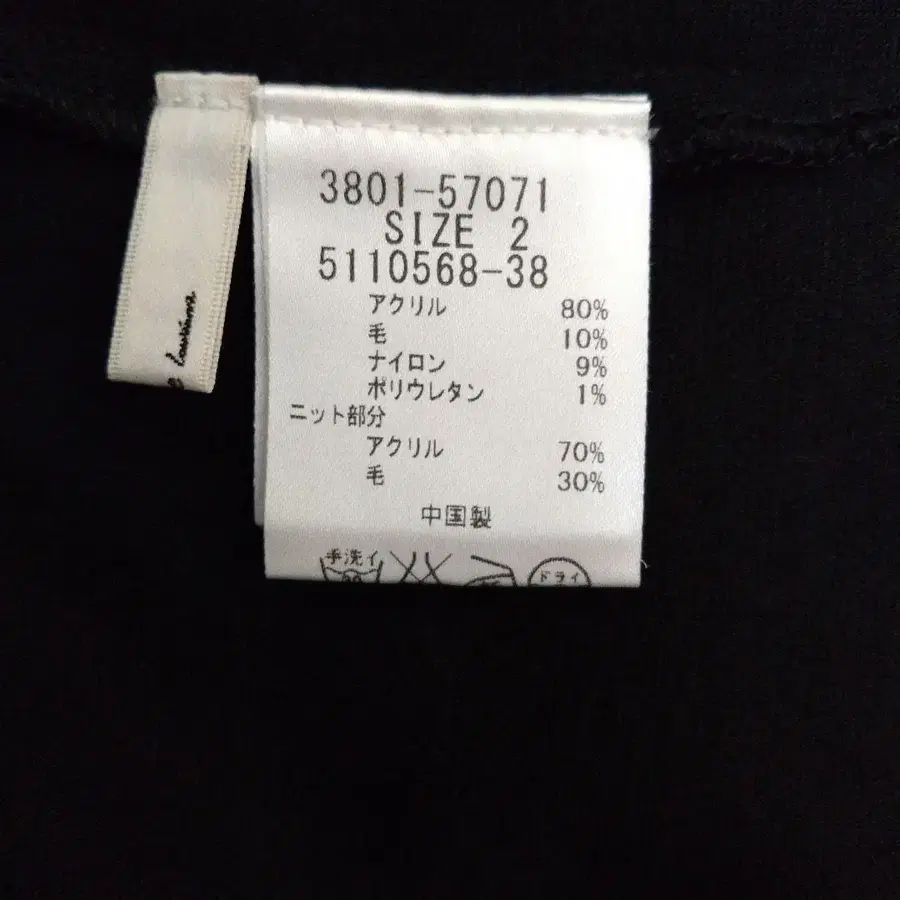 3801-57071
SIZE 2
5110568-38
アクリル 80%
毛 10%
ナイロン 9%
ポリウレタン 1%
ニット部分
アクリル 70%
毛 30%
中国製
手洗イ
ドライ